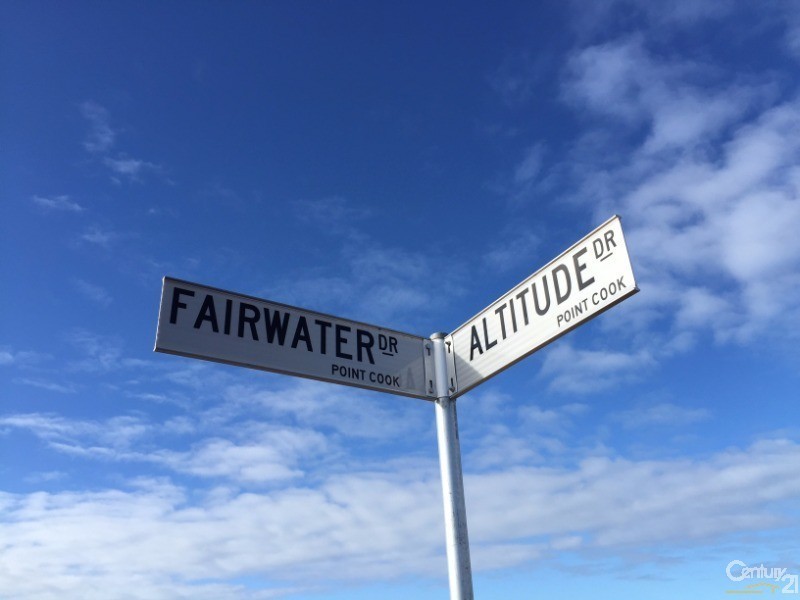 FAIRWATER DR
POINT COOK
ALTITUDE DR
POINT COOK
Century 21